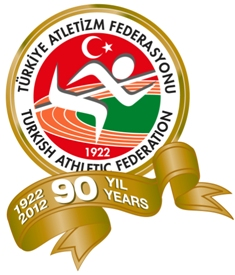 TÜRKİYE ATLETİZM FEDERASYONU
1922
TURKISH ATHLETIC FEDERATION
1922
2012
90
YIL
YEARS